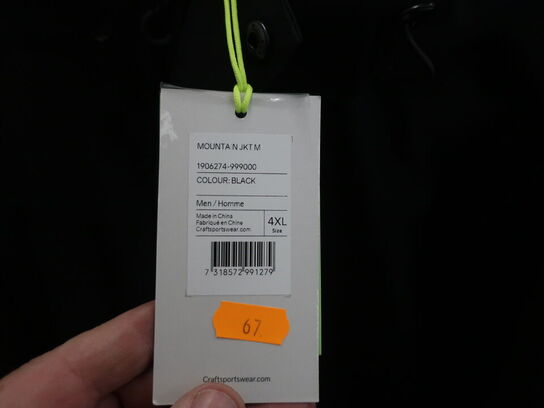 MOUNTA N JKT M
1906274-999000
COLOUR: BLACK
Men / Homme
Made in China
Fabriqué en Chine
Craftsportswear.com
4XL
Size
7 318572 991279
67
Craftsportswear.com